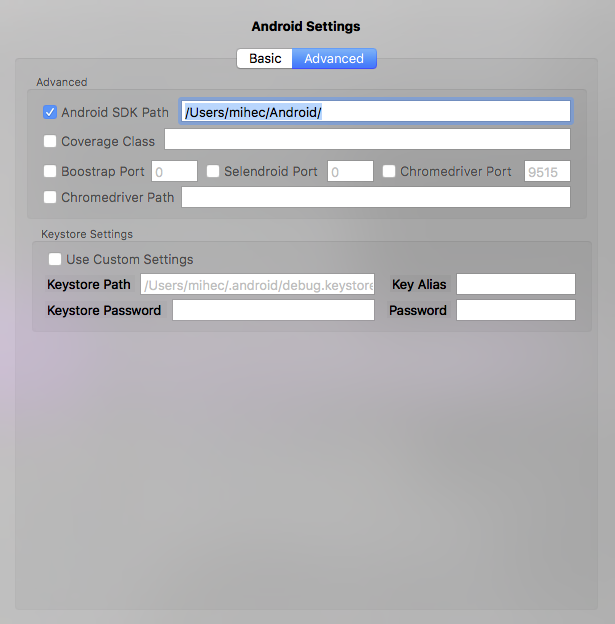 Android Settings
Basic Advanced
Advanced
Android SDK Path /Users/mihec/Android/
Coverage Class
Boostrap Port 0 Selendroid Port 0 Chromedriver Port 9515
Chromedriver Path
Keystore Settings
Use Custom Settings
Keystore Path /Users/mihec/.android/debug.keystore Key Alias
Keystore Password Password